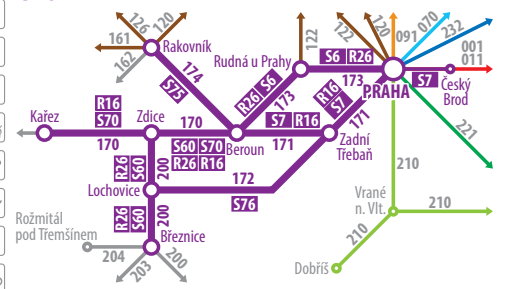 126
120
161
162
Rakovník
174
S75
122
122
120
091
070
232
001
011
Rudná u Prahy
S6 R26
173
PRAHA
S7
Český
Brod
221
R26 S6
173
R16
S7
171
Kařez
R16
S70
170
Zdice
170
S60 S70
R26 R16
Beroun
S7 R16
171
Zadní
Třebaň
R26
S60
200
Lochovice
172
S76
R26
S60
200
Březnice
Rožmitál
pod Třemšínem
204
203
200
210
Vrané
n. Vlt.
210
210
Dobříš